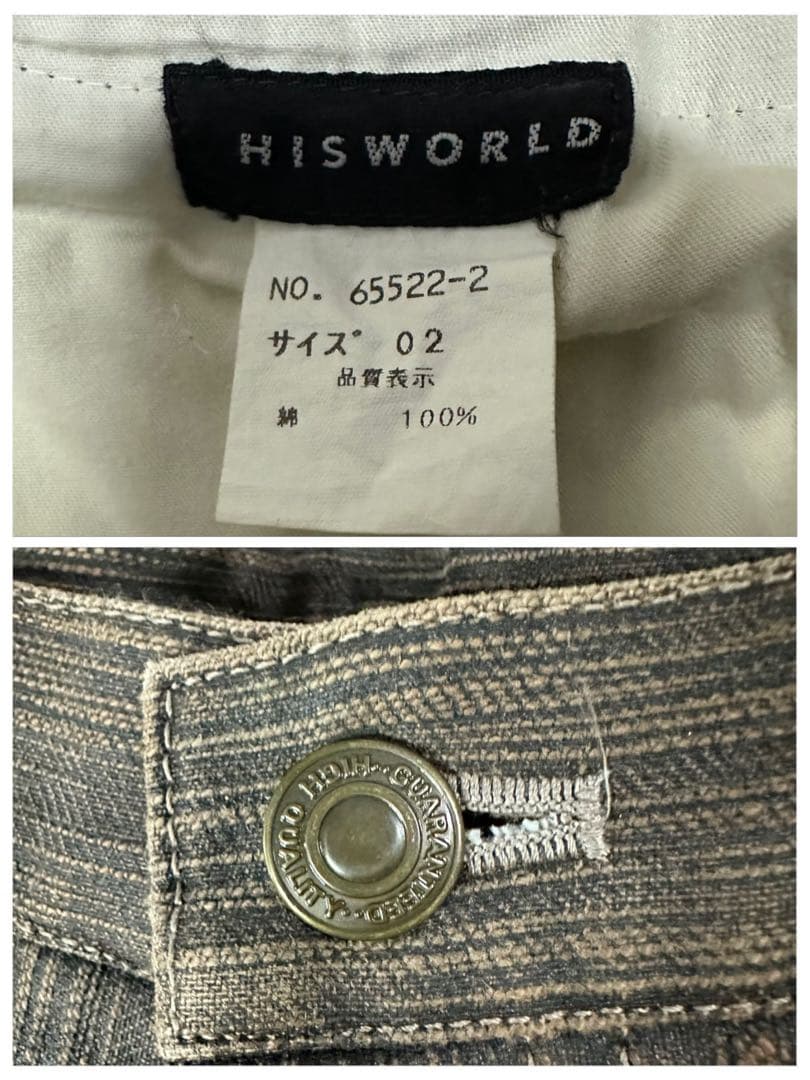 HISWORLD
NO. 65522-2
サイズ 02
品質表示
綿 100%
HIGH QUALITY
GUARANTEED